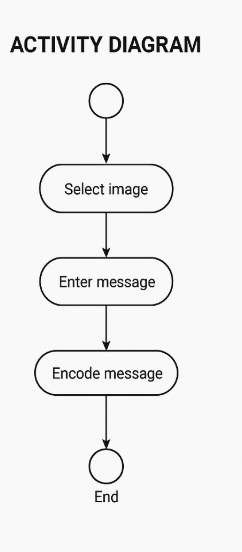 ACTIVITY DIAGRAM
Select image
Enter message
Encode message
End